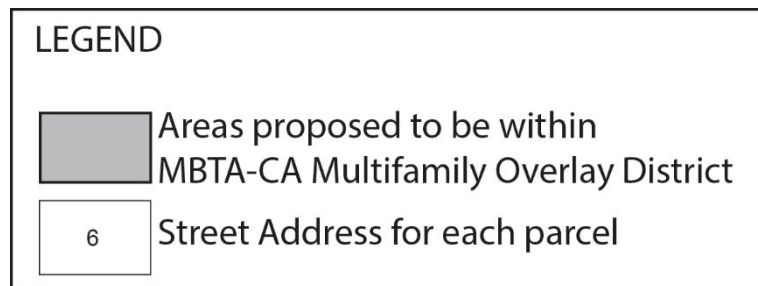 LEGEND
Areas proposed to be within
MBTA-CA Multifamily Overlay District
6 Street Address for each parcel